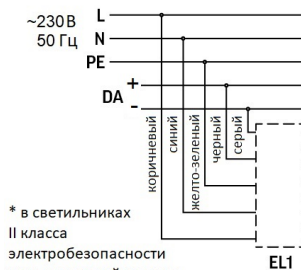 ~230 В
50 Гц
L
N
PE
DA
+
-
коричневый
синий
желто-зеленый
черный
серый
EL1
* в светильниках
II класса
электробезопасности